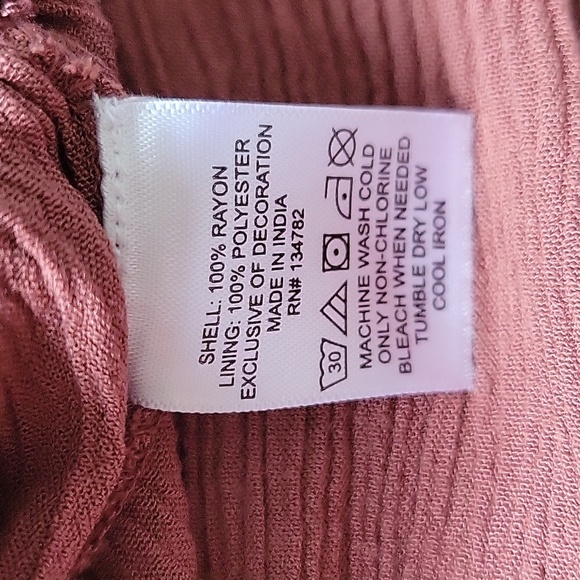 SHELL: 100% RAYON
LINING: 100% POLYESTER
EXCLUSIVE OF DECORATION
MADE IN INDIA
RN# 134782
30
MACHINE WASH COLD
ONLY NON-CHLORINE
BLEACH WHEN NEEDED
TUMBLE DRY LOW
COOL IRON